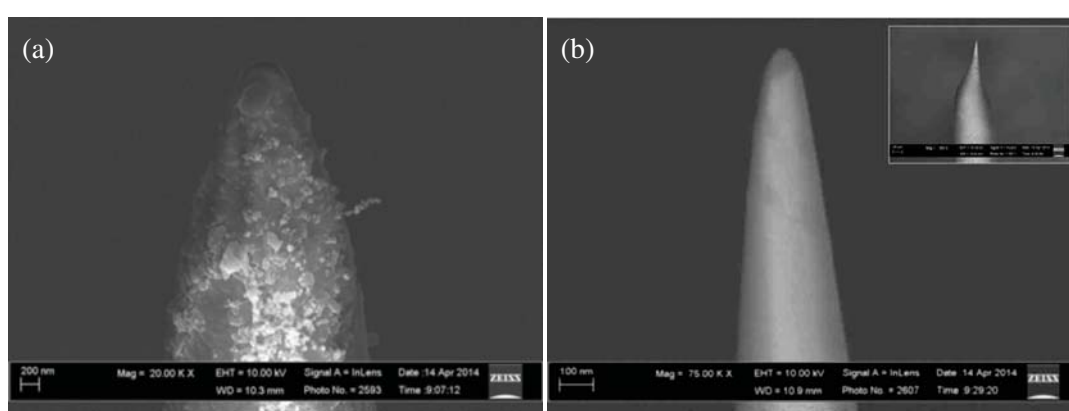 (a)
200 nm
Mag = 20.00 K X
EHT = 10.00 kV
WD = 10.3 mm
Signal A = InLens
Photo No. = 2593
Date :14 Apr 2014
Time :9:07:12
ZEISS
(b)
100 nm
Mag = 75.00 K X
EHT = 10.00 kV
WD = 10.9 mm
Signal A = InLens
Photo No. = 2607
Date :14 Apr 2014
Time :9:29:20
ZEISS